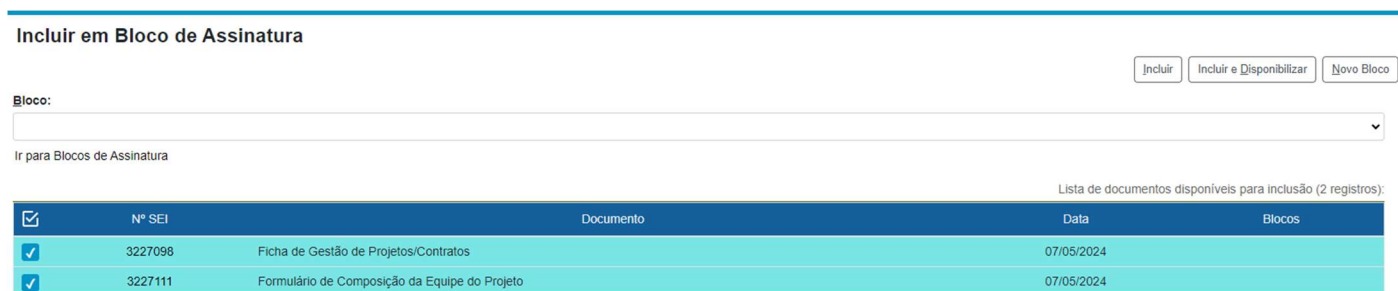 Incluir em Bloco de Assinatura
Incluir Incluir e Disponibilizar Novo Bloco
Bloco:
Ir para Blocos de Assinatura
Lista de documentos disponíveis para inclusão (2 registros):
Nº SEI Documento Data Blocos
3227098 Ficha de Gestão de Projetos/Contratos 07/05/2024
3227111 Formulário de Composição da Equipe do Projeto 07/05/2024